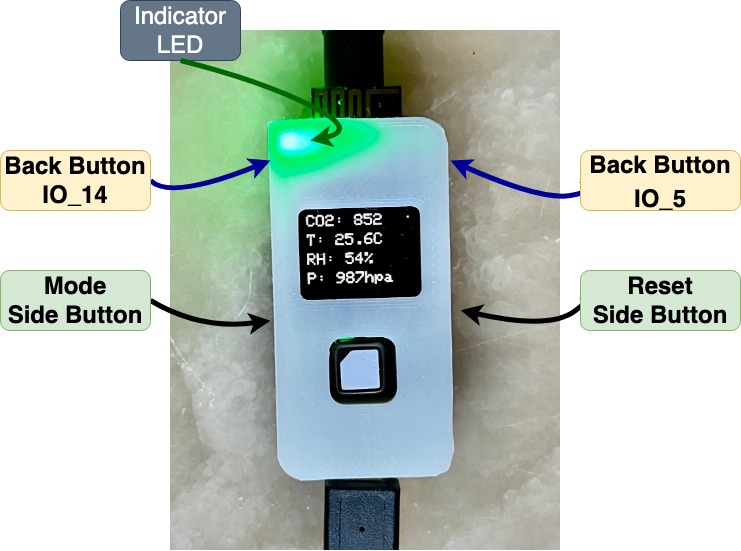 Indicator
LED
Back Button
IO_14
Back Button
IO_5
CO2: 852
T: 25.6C
RH: 54%
P: 987hpa
Mode
Side Button
Reset
Side Button